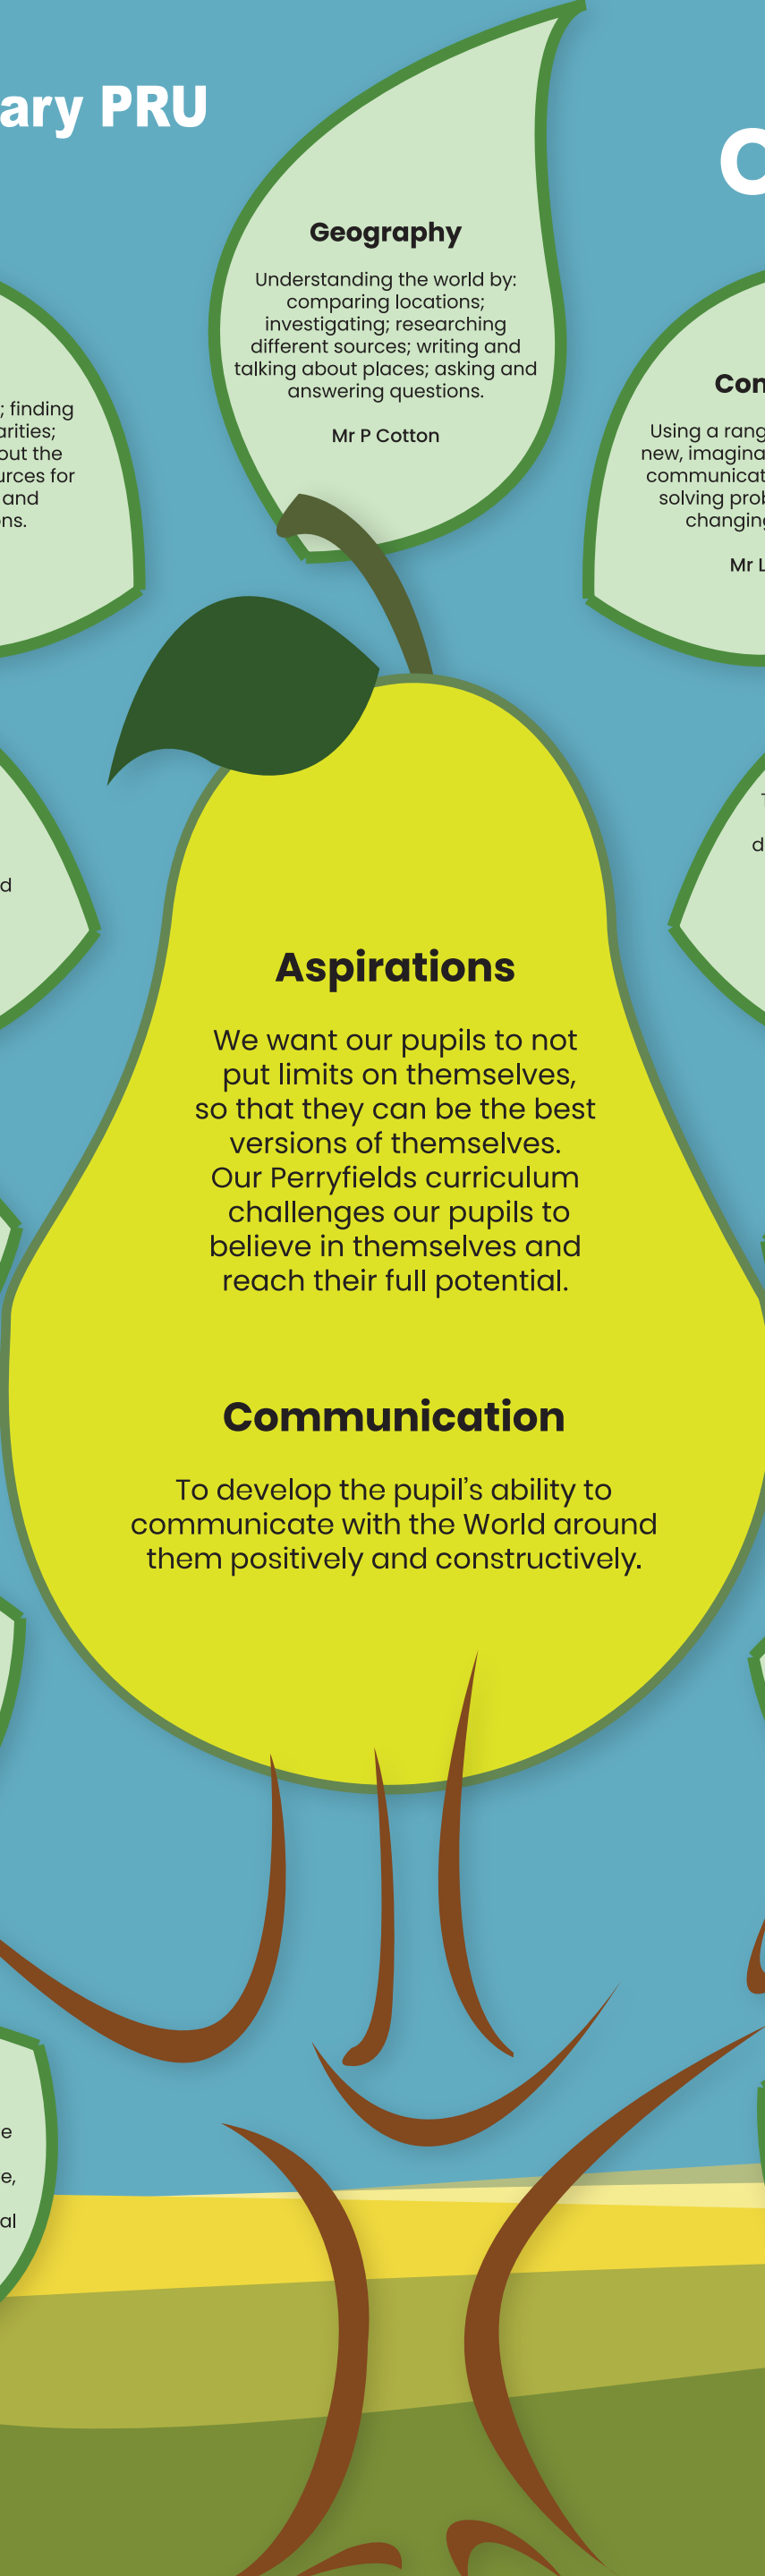 ary PRU
Geography
Understanding the world by:
comparing locations;
investigating; researching
different sources; writing and
talking about places; asking and
answering questions.
Mr P Cotton
; finding
arities;
out the
urces for
and
ns.
Con
Using a rang
new, imagina
communicat
solving prob
changing
Mr L
d
d
Aspirations
We want our pupils to not
put limits on themselves,
so that they can be the best
versions of themselves.
Our Perryfields curriculum
challenges our pupils to
believe in themselves and
reach their full potential.
Communication
To develop the pupil’s ability to
communicate with the World around
them positively and constructively.
e
e,
al